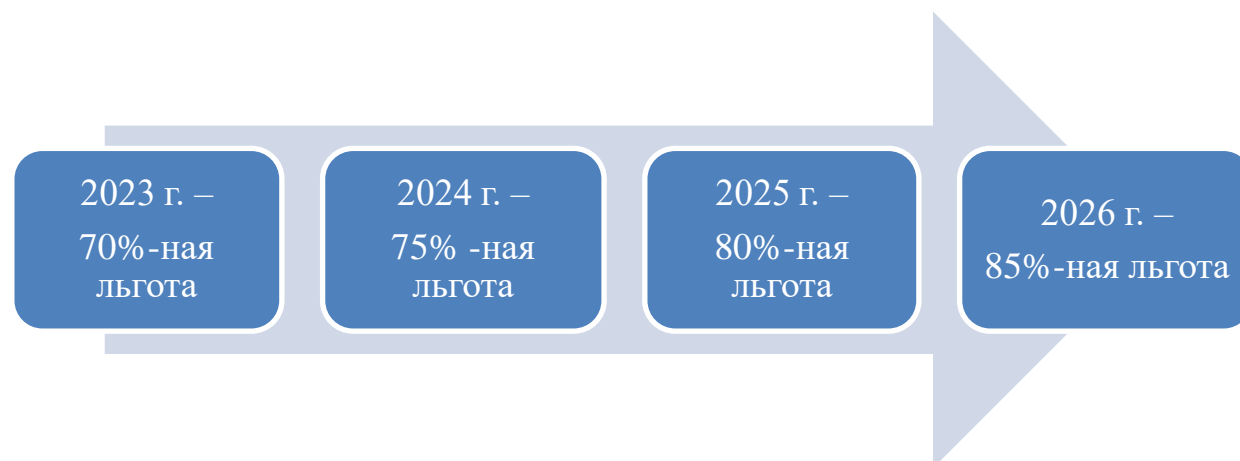 2023 г. –
70%-ная
льгота
2024 г. –
75% -ная
льгота
2025 г. –
80%-ная
льгота
2026 г. –
85%-ная льгота